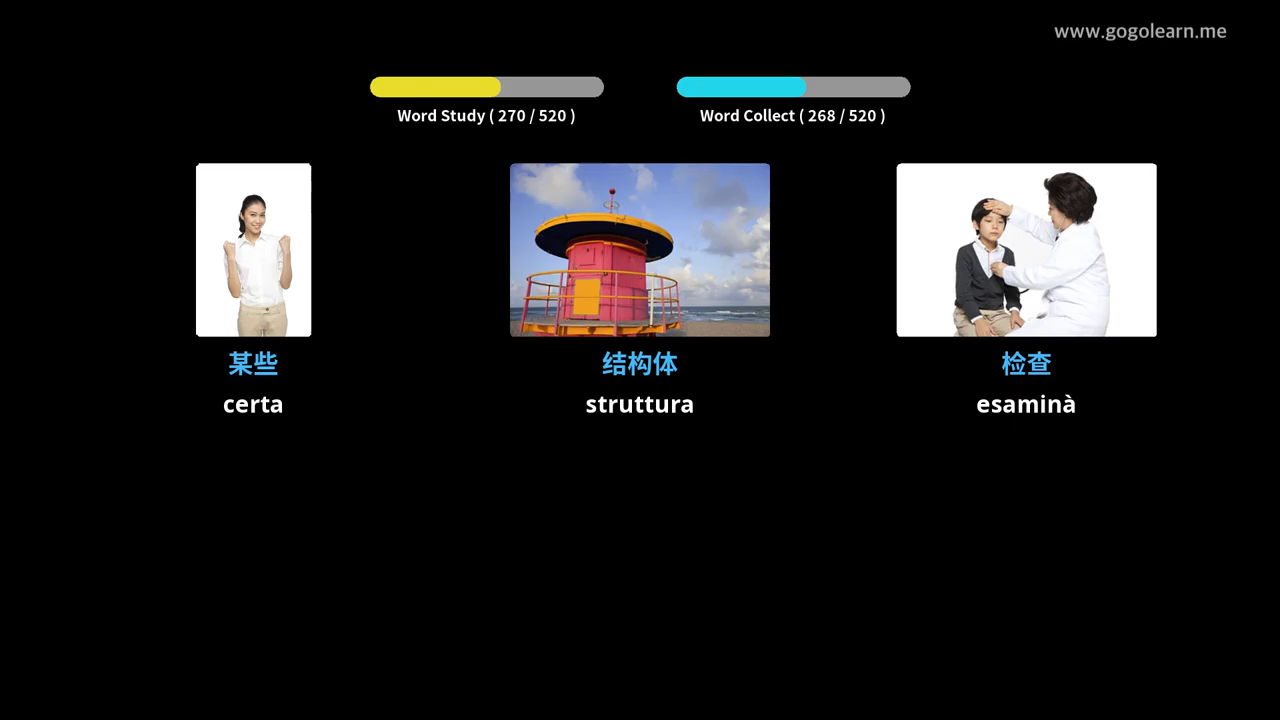 www.gogolearn.me
Word Study ( 270 / 520 )
Word Collect ( 268 / 520 )
某些
结构体
检查
certa
struttura
esaminà